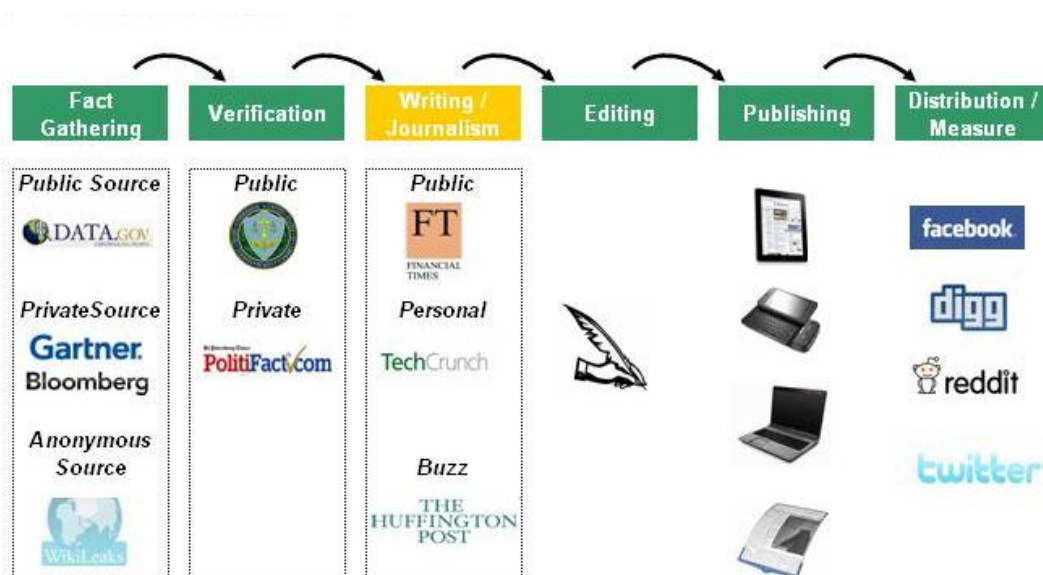 Fact
Gathering
Verification
Writing /
Journalism
Editing
Publishing
Distribution /
Measure
Public Source
DATA.GOV
PrivateSource
Gartner.
Bloomberg
Anonymous
Source
WikiLeaks
Public
Private
PolitiFact.com
Public
FT
FINANCIAL
TIMES
Personal
TechCrunch
Buzz
THE
HUFFINGTON
POST
facebook
digg
reddit
twitter